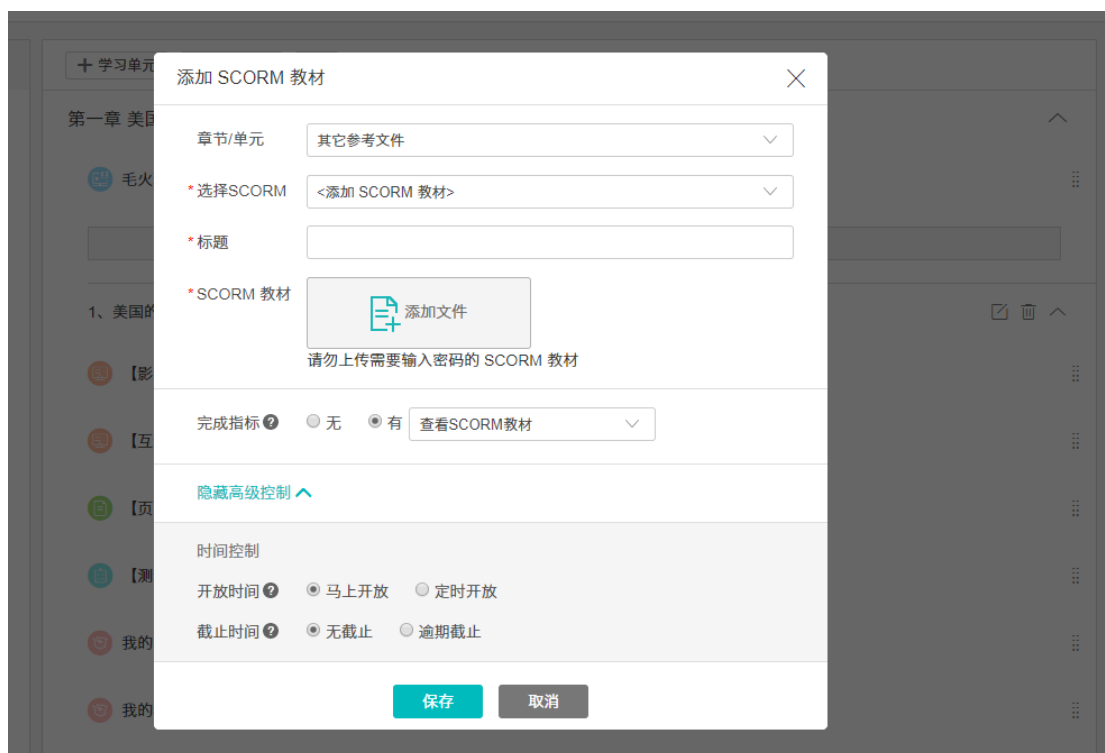 学习单元
添加 SCORM 教材
第一章 美国
章节/单元 其它参考文件
毛火
*选择SCORM <添加 SCORM 教材>
*标题
*SCORM 教材 添加文件
1、美国的
请勿上传需要输入密码的 SCORM 教材
【影
完成指标 无 有 查看SCORM教材
【互
隐藏高级控制
【页
时间控制
【测
开放时间 马上开放 定时开放
截止时间 无截止 逾期截止
我的
保存 取消
我的